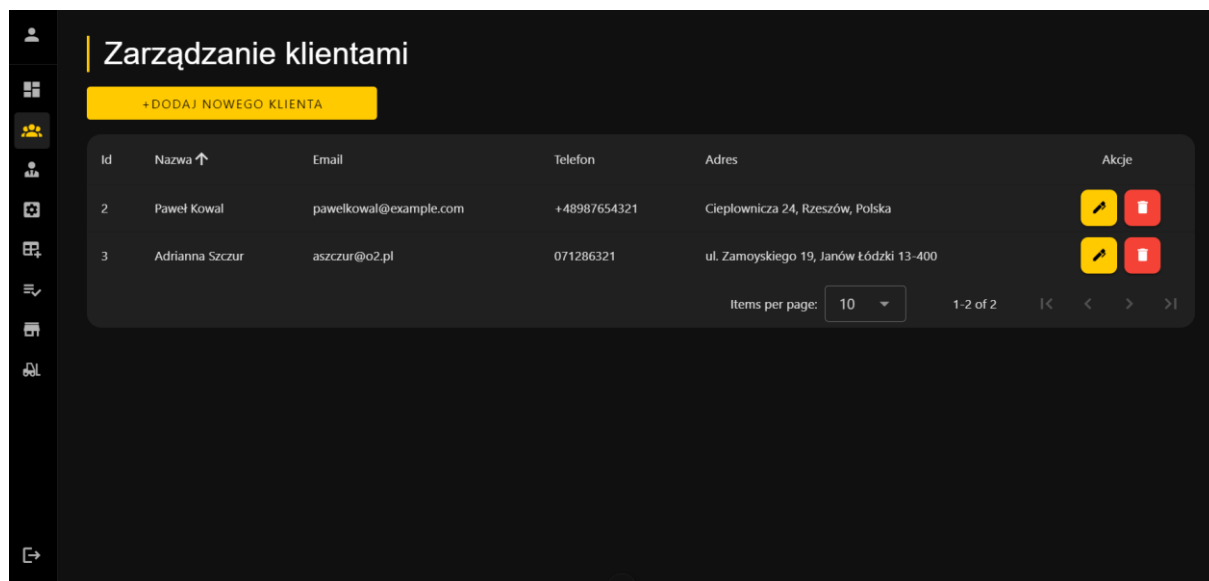 Zarządzanie klientami
+DODAJ NOWEGO KLIENTA
Id Nazwa Email Telefon Adres Akcje
2 Paweł Kowal pawelkowal@example.com +48987654321 Cieplownicza 24, Rzeszów, Polska
3 Adrianna Szczur aszczur@o2.pl 071286321 ul. Zamoyskiego 19, Janów Łódzki 13-400
Items per page: 10 1-2 of 2